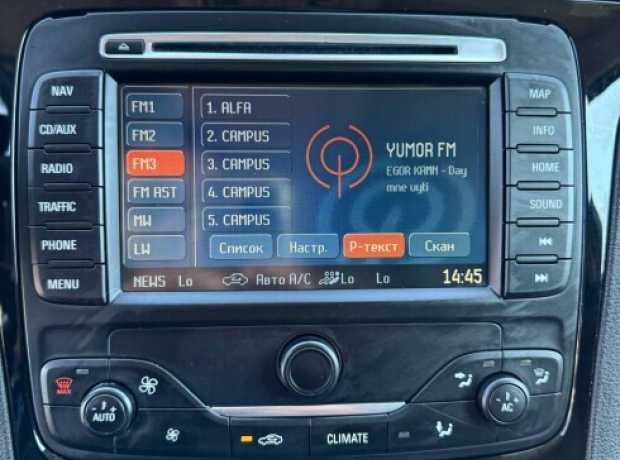 NAV
CD/AUX
RADIO
TRAFFIC
PHONE
MENU
FM1
FM2
FM3
FM AST
MW
LW
1. ALFA
2. CAMPUS
3. CAMPUS
4. CAMPUS
5. CAMPUS
YUMOR FM
EGOR KAMN - Day
mne uyti
Список
Настр.
Р-текст
Скан
NEWS Lo Авто A/C Lo Lo 14:45
MAP
INFO
HOME
SOUND
MAX
AUTO
CLIMATE
AC